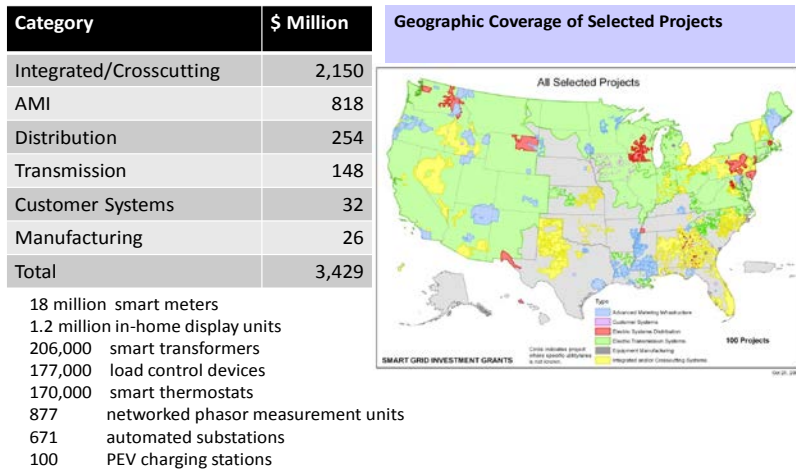 Category $ Million
Integrated/Crosscutting 2,150
AMI 818
Distribution 254
Transmission 148
Customer Systems 32
Manufacturing 26
Total 3,429
18 million smart meters
1.2 million in-home display units
206,000 smart transformers
177,000 load control devices
170,000 smart thermostats
877 networked phasor measurement units
671 automated substations
100 PEV charging stations
Geographic Coverage of Selected Projects
All Selected Projects
Type
Advanced Metering Infrastructure
Customer Systems
Electric Systems Distribution
Electric Transmission Systems
Equipment Manufacturing
Integrated and/or Crosscutting Systems
100 Projects
SMART GRID INVESTMENT GRANTS